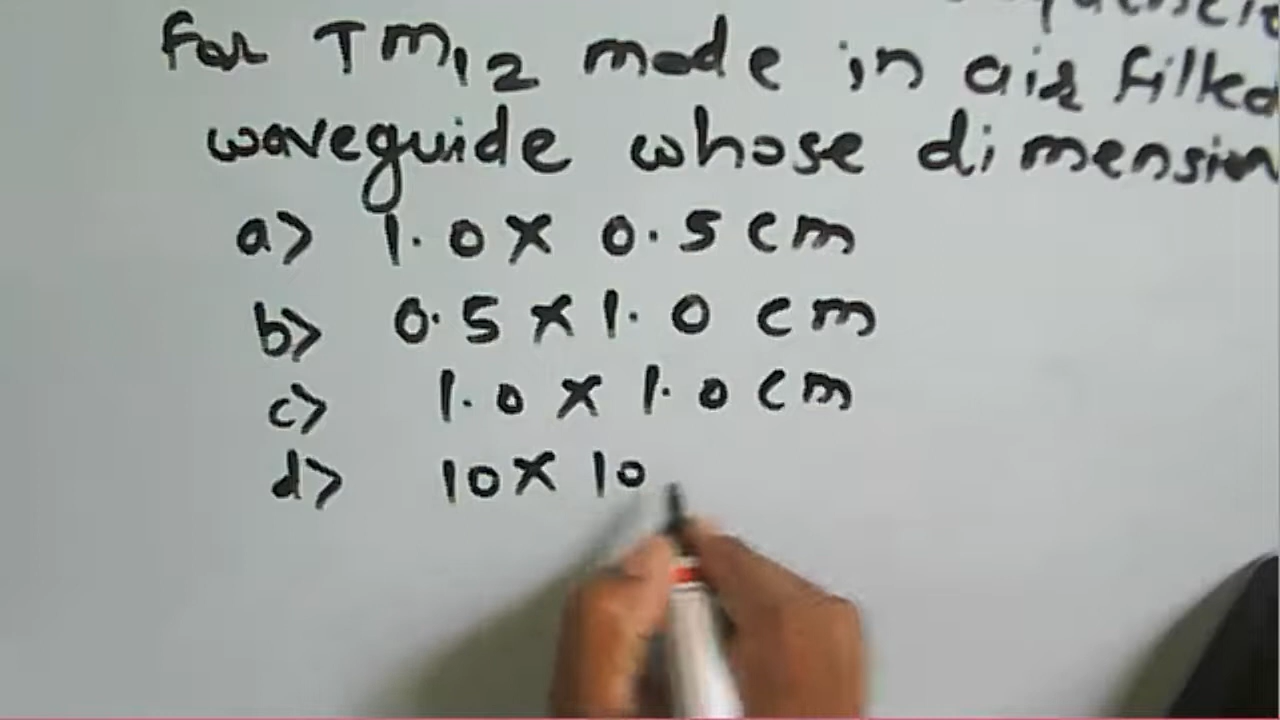 For TM12 mode in air filled
waveguide whose dimension
a> 1.0 x 0.5 cm
b> 0.5 x 1.0 cm
c> 1.0 x 1.0 cm
d> 10 x 10